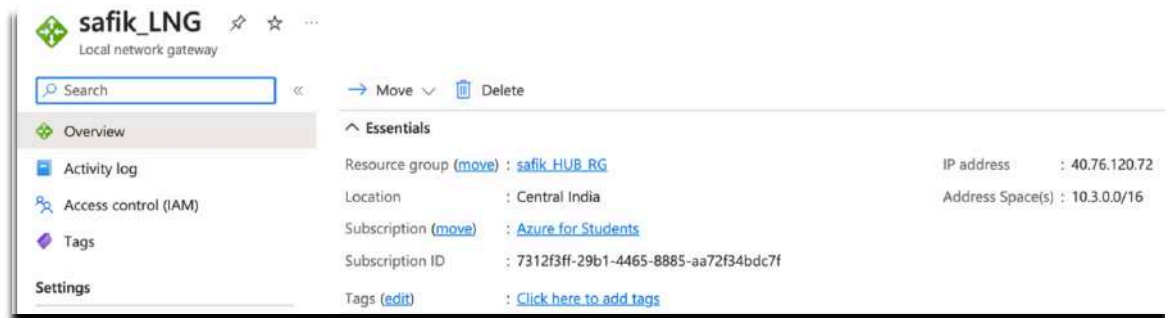 safik_LNG
Local network gateway
Search
Overview
Activity log
Access control (IAM)
Tags
Settings
Move
Delete
Essentials
Resource group (move) : safik_HUB_RG
Location : Central India
Subscription (move) : Azure for Students
Subscription ID : 7312f3ff-29b1-4465-8885-aa72f34bdc7f
Tags (edit) : Click here to add tags
IP address : 40.76.120.72
Address Space(s) : 10.3.0.0/16